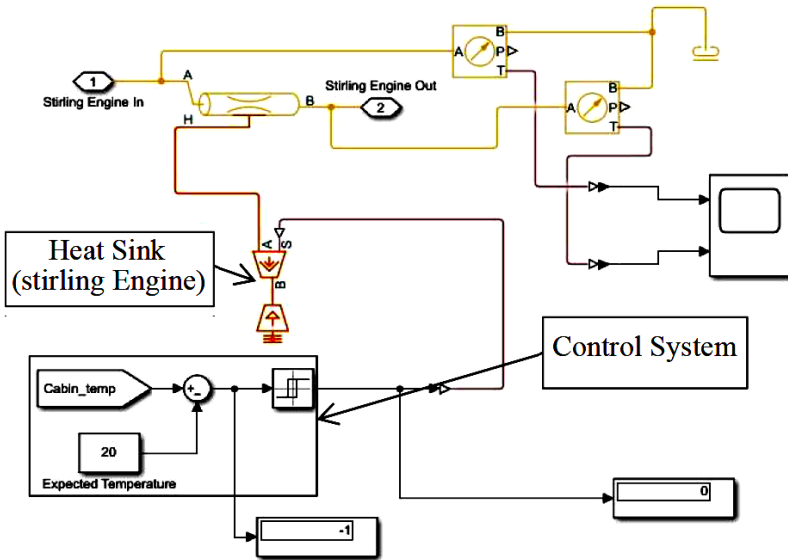 B
A
P
T
1
A
Stirling Engine In
B
Stirling Engine Out
2
H
B
A
P
T
A
S
B
Heat Sink
(stirling Engine)
Control System
Cabin_temp
+
-
20
Expected Temperature
0
-1